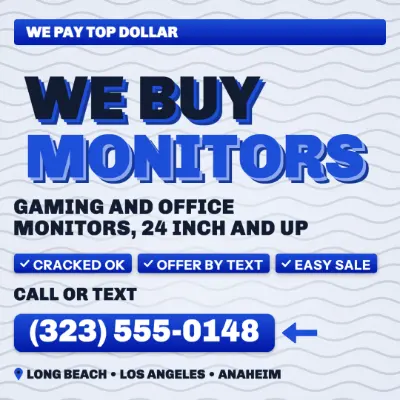 WE PAY TOP DOLLAR
WE BUY
MONITORS
GAMING AND OFFICE
MONITORS, 24 INCH AND UP
✓ CRACKED OK ✓ OFFER BY TEXT ✓ EASY SALE
CALL OR TEXT
(323) 555-0148
LONG BEACH • LOS ANGELES • ANAHEIM